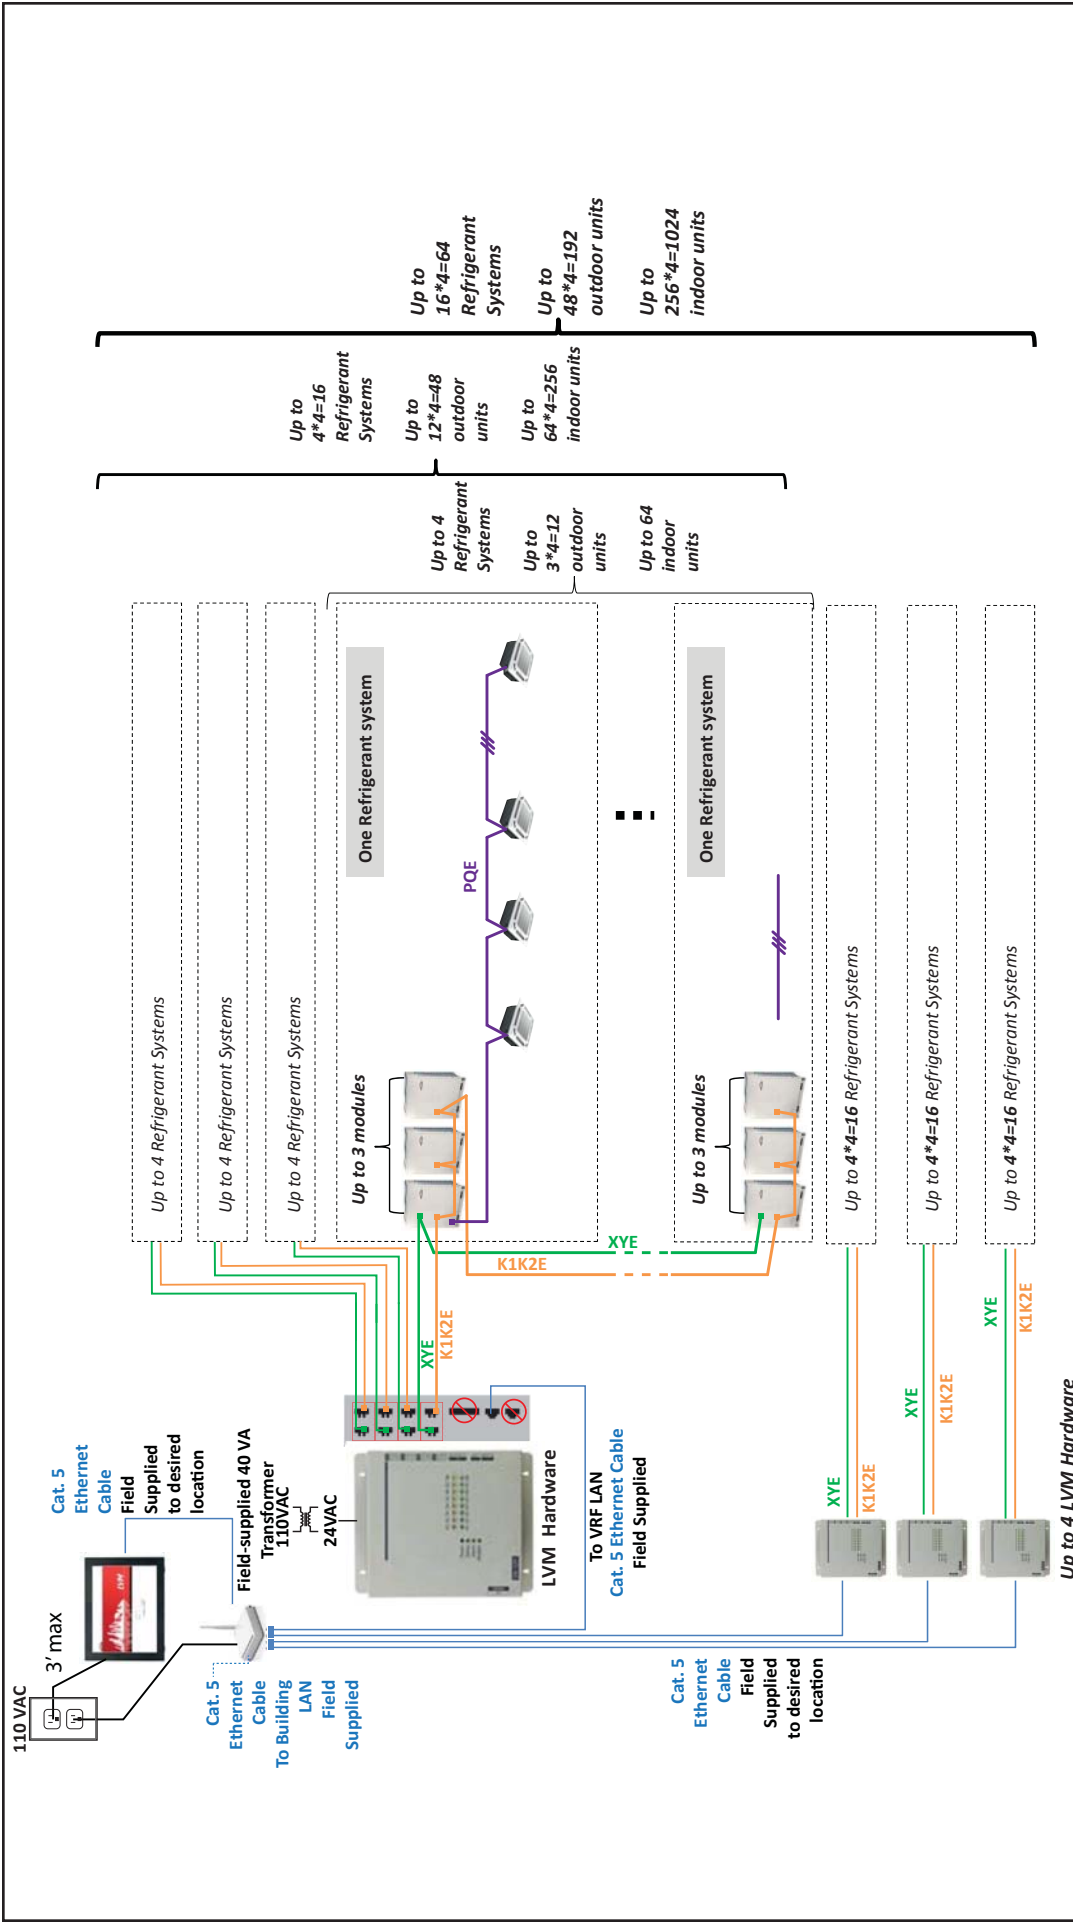 110 VAC
3' max
Cat. 5
Ethernet
Cable
Field
Supplied
to desired
location
Cat. 5
Ethernet
Cable
To Building
LAN
Field
Supplied
Field-supplied 40 VA
Transformer
110VAC
24VAC
LVM Hardware
To VRF LAN
Cat. 5 Ethernet Cable
Field Supplied
Cat. 5
Ethernet
Cable
Field
Supplied
to desired
location
Up to 4 LVM Hardware
XYE
K1K2E
XYE
K1K2E
XYE
K1K2E
XYE
K1K2E
XYE
K1K2E
Up to 4 Refrigerant Systems
Up to 4 Refrigerant Systems
Up to 4 Refrigerant Systems
Up to 3 modules
PQE
One Refrigerant system
Up to 3 modules
One Refrigerant system
Up to 4*4=16 Refrigerant Systems
Up to 4*4=16 Refrigerant Systems
Up to 4*4=16 Refrigerant Systems
Up to 4
Refrigerant
Systems
Up to
3*4=12
outdoor
units
Up to 64
indoor
units
Up to
4*4=16
Refrigerant
Systems
Up to
12*4=48
outdoor
units
Up to
64*4=256
indoor units
Up to
16*4=64
Refrigerant
Systems
Up to
48*4=192
outdoor units
Up to
256*4=1024
indoor units